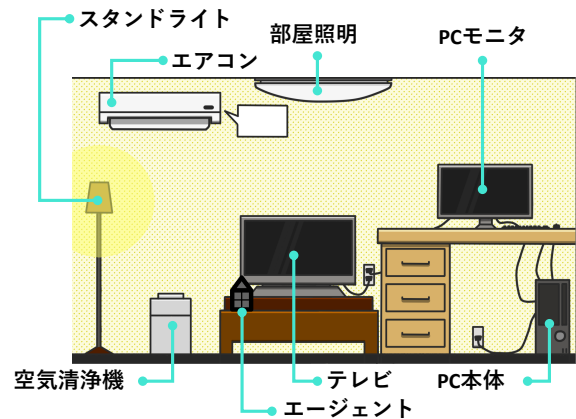 スタンドライト
エアコン
部屋照明
PCモニタ
空気清浄機
テレビ
PC本体
エージェント